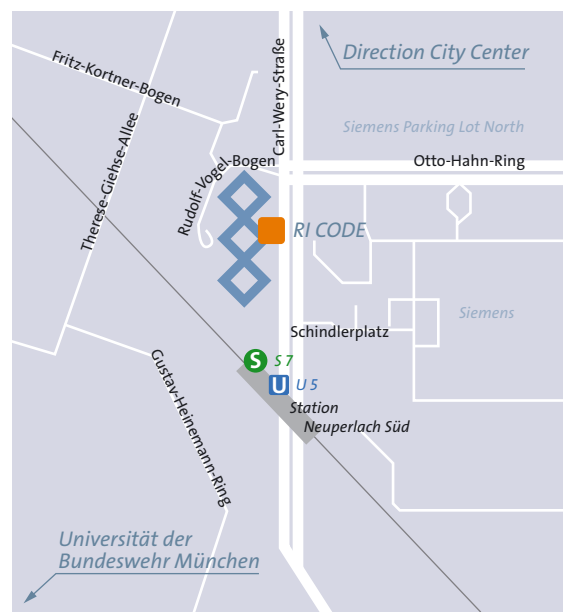 Direction City Center
Fritz-Kortner-Bogen
Carl-Wery-Straße
Siemens Parking Lot North
Therese-Giehse-Allee
Rudolf-Vogel-Bogen
Otto-Hahn-Ring
RI CODE
Siemens
Schindlerplatz
S S 7
U U 5
Station
Neuperlach Süd
Gustav-Heinemann-Ring
Universität der
Bundeswehr München